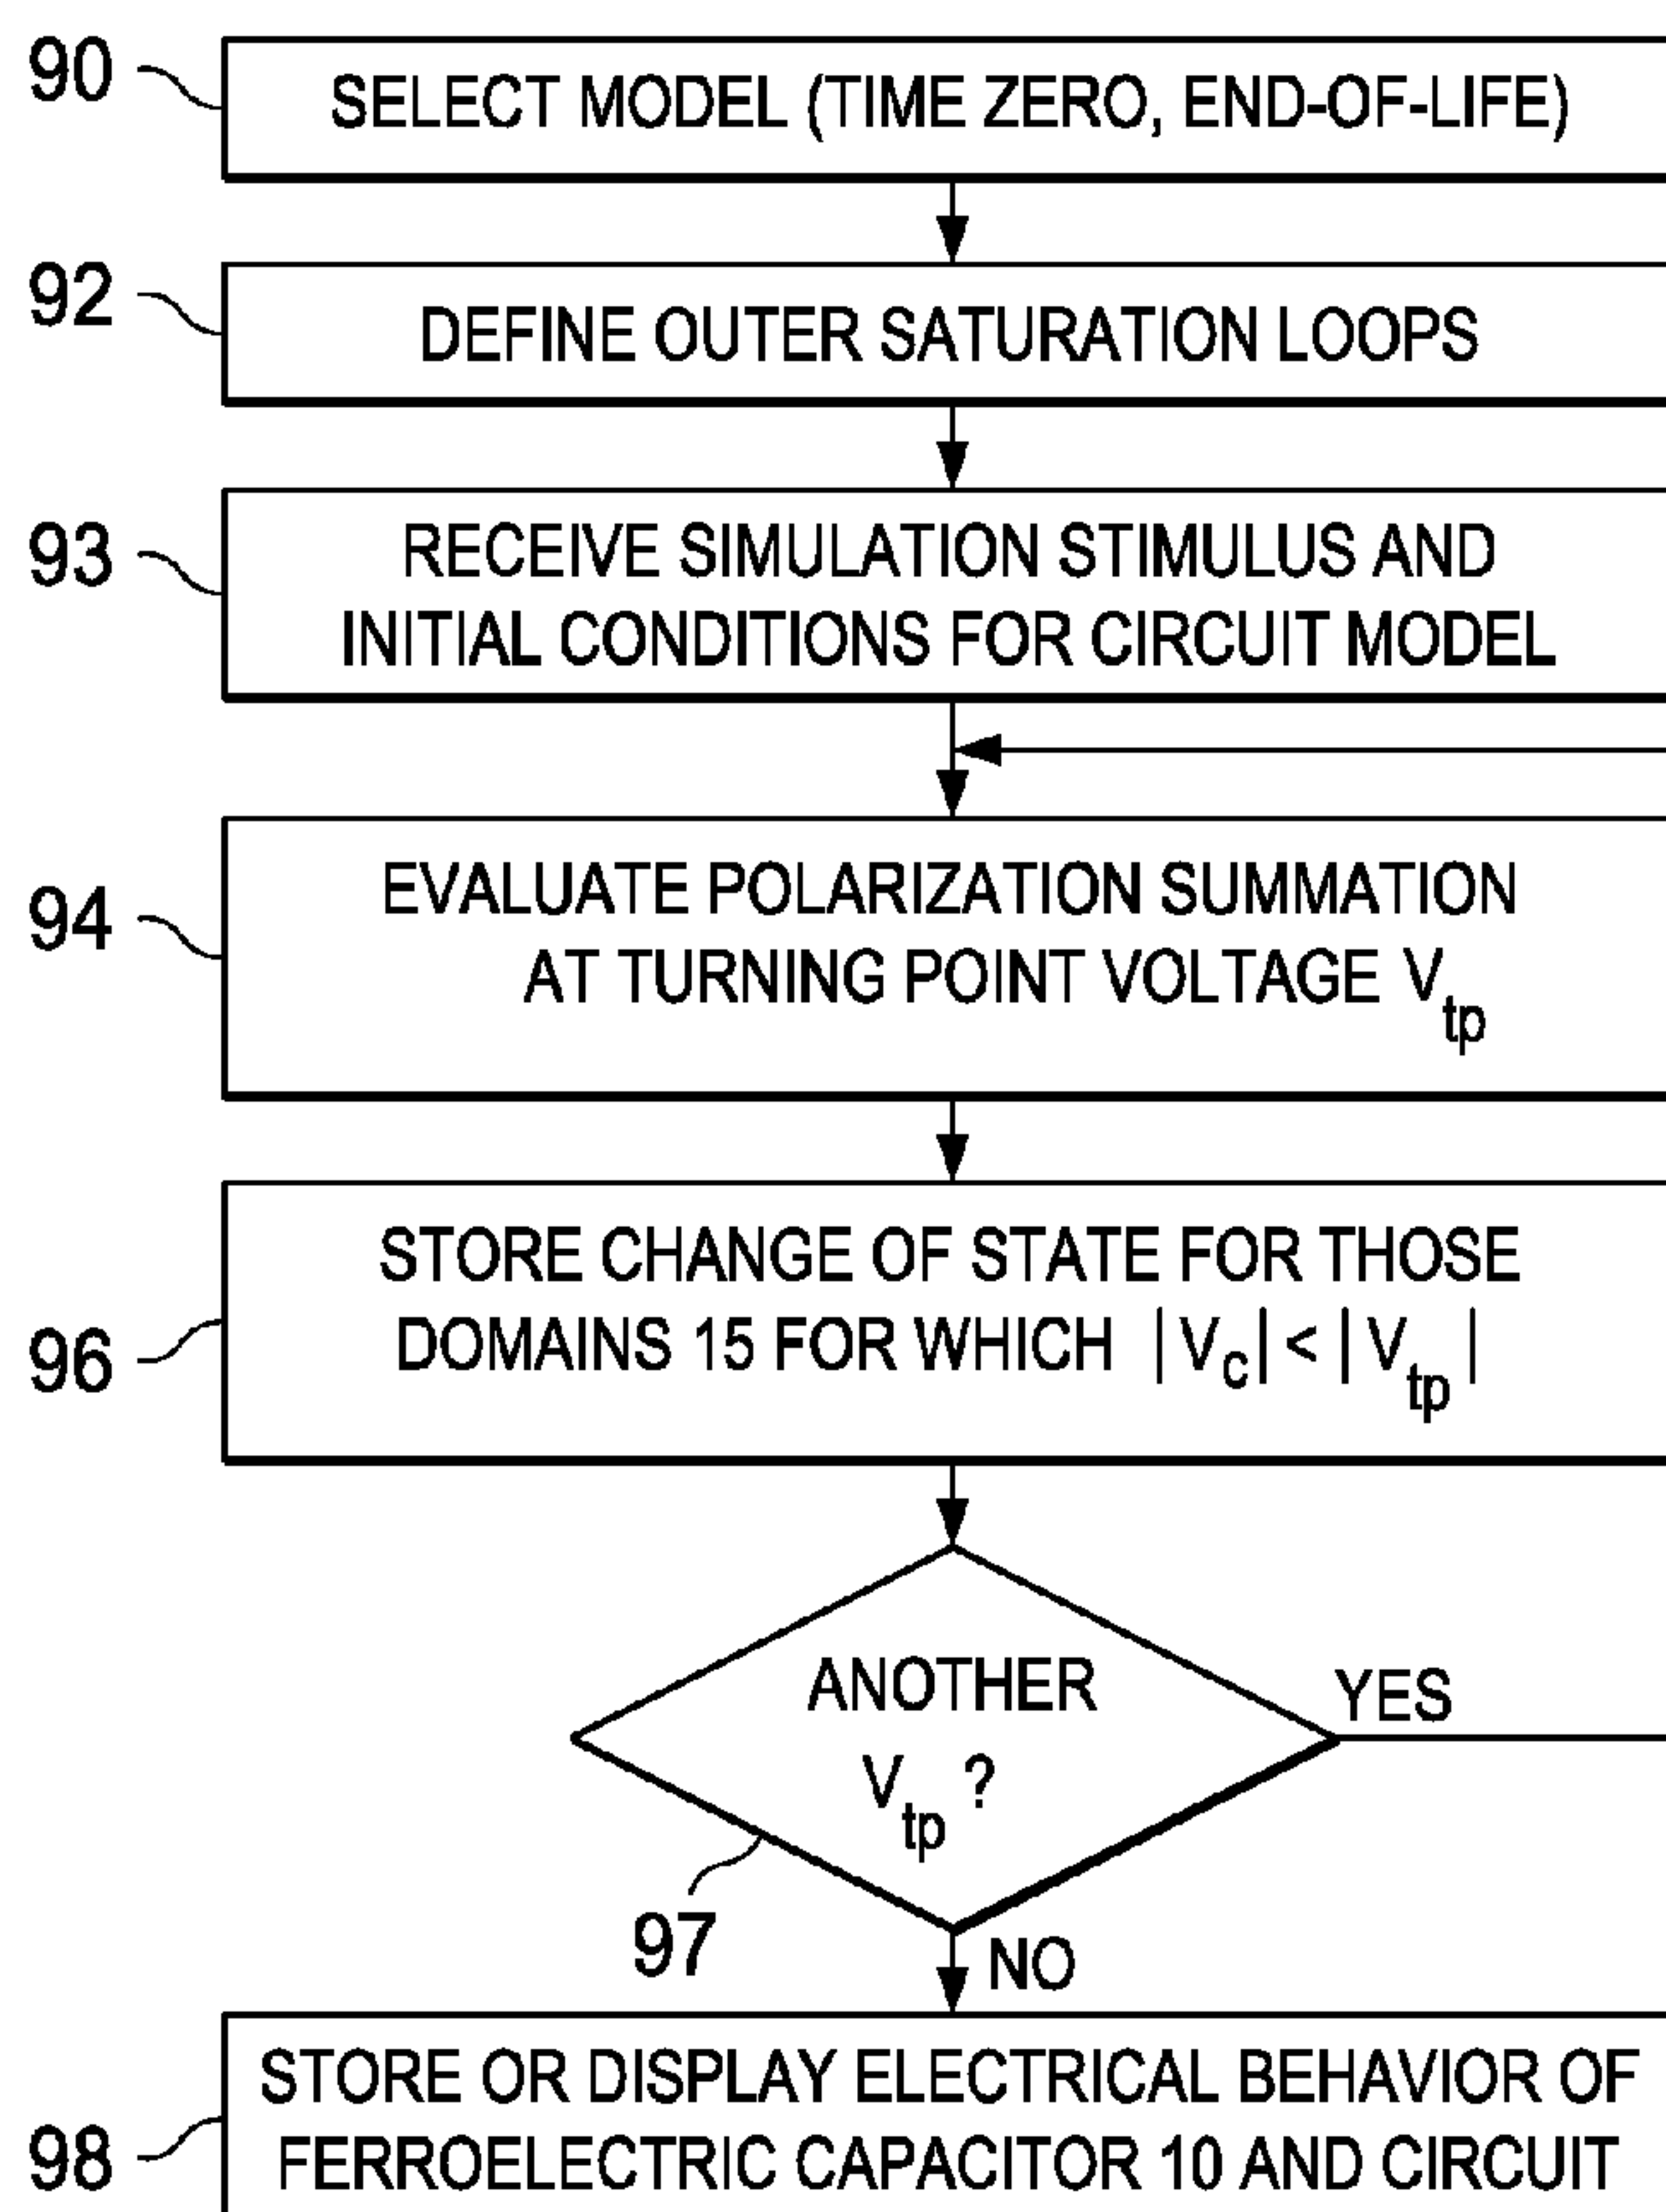 90
SELECT MODEL (TIME ZERO, END-OF-LIFE)
92
DEFINE OUTER SATURATION LOOPS
93
RECEIVE SIMULATION STIMULUS AND
INITIAL CONDITIONS FOR CIRCUIT MODEL
94
EVALUATE POLARIZATION SUMMATION
AT TURNING POINT VOLTAGE Vtp
96
STORE CHANGE OF STATE FOR THOSE
DOMAINS 15 FOR WHICH |Vc| < |Vtp|
ANOTHER
Vtp ?
YES
97
NO
98
STORE OR DISPLAY ELECTRICAL BEHAVIOR OF
FERROELECTRIC CAPACITOR 10 AND CIRCUIT